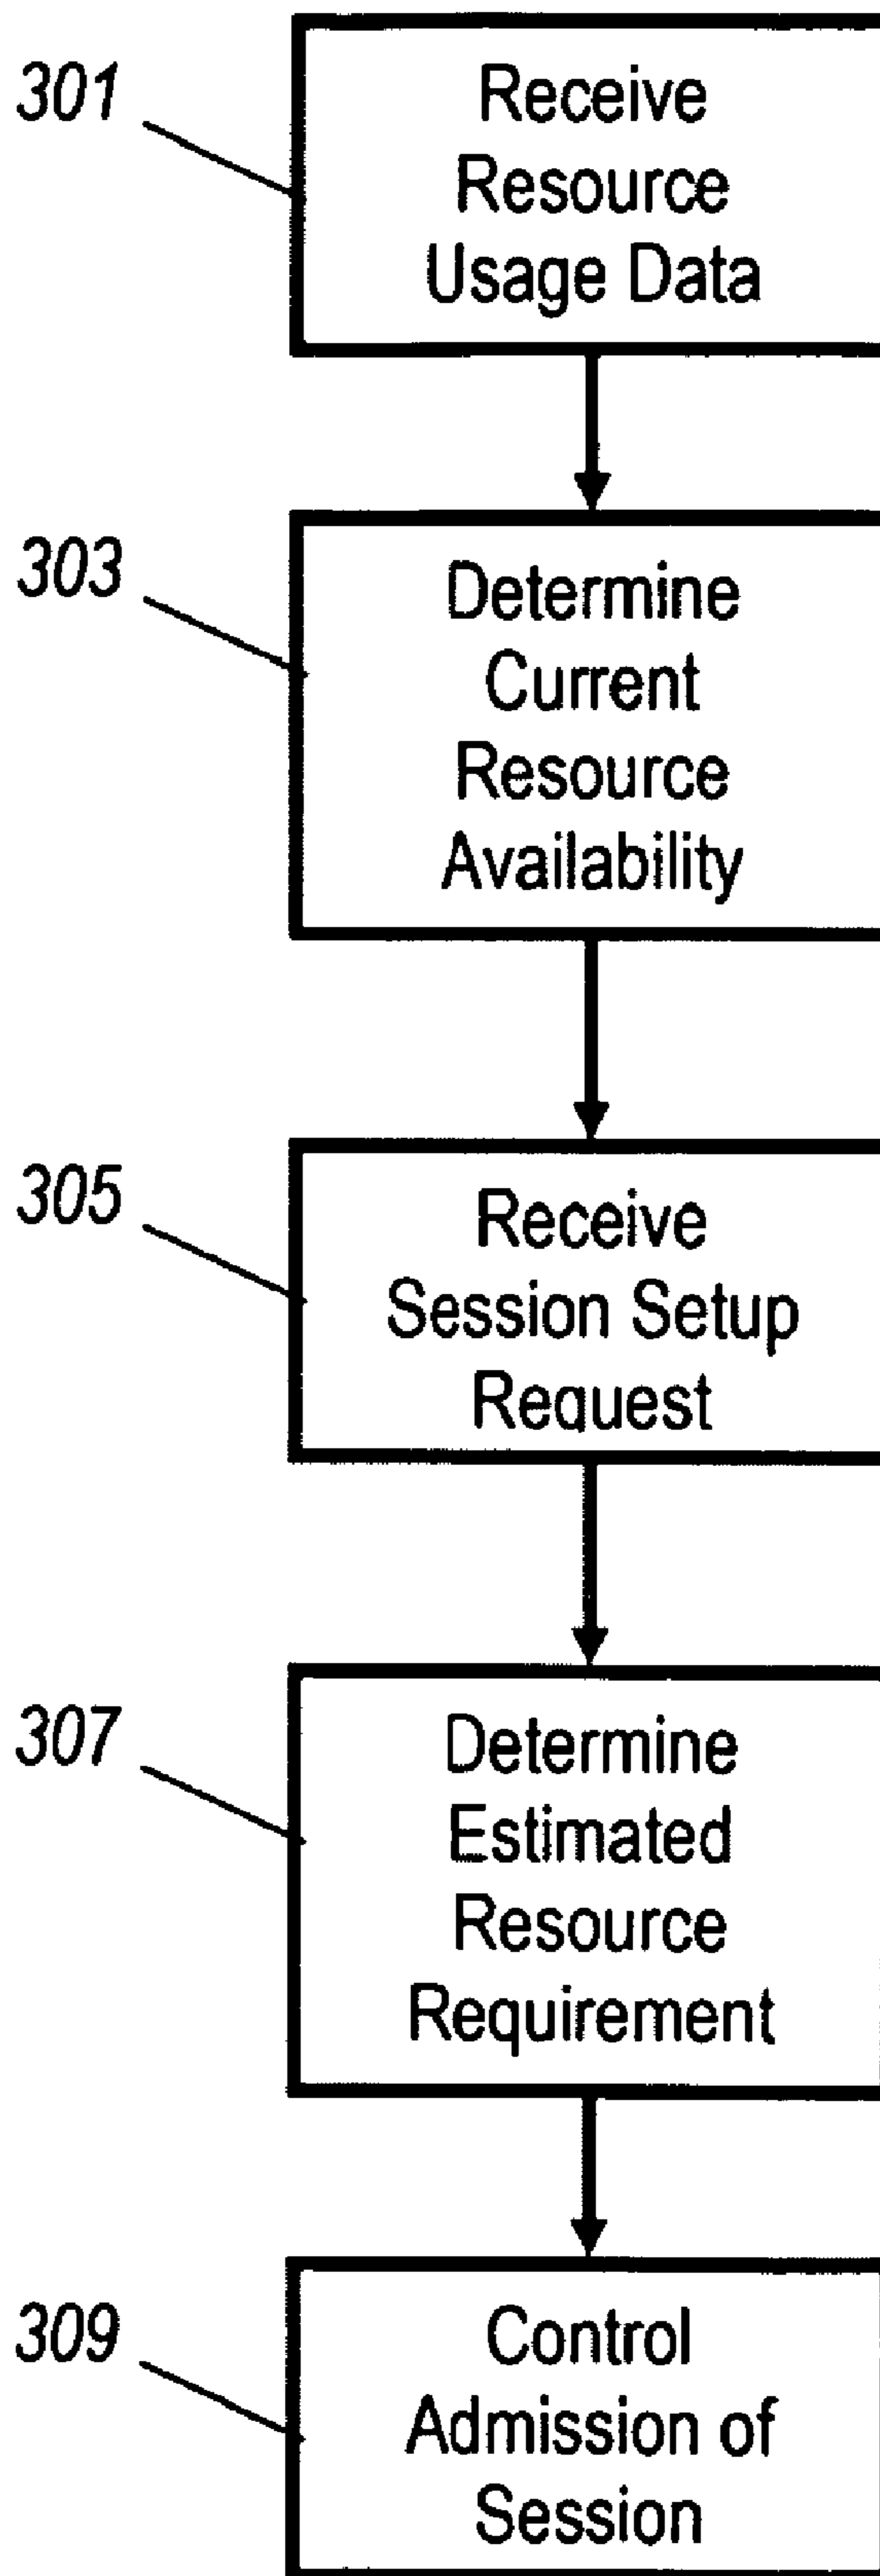 301
Receive
Resource
Usage Data
303
Determine
Current
Resource
Availability
305
Receive
Session Setup
Request
307
Determine
Estimated
Resource
Requirement
309
Control
Admission of
Session